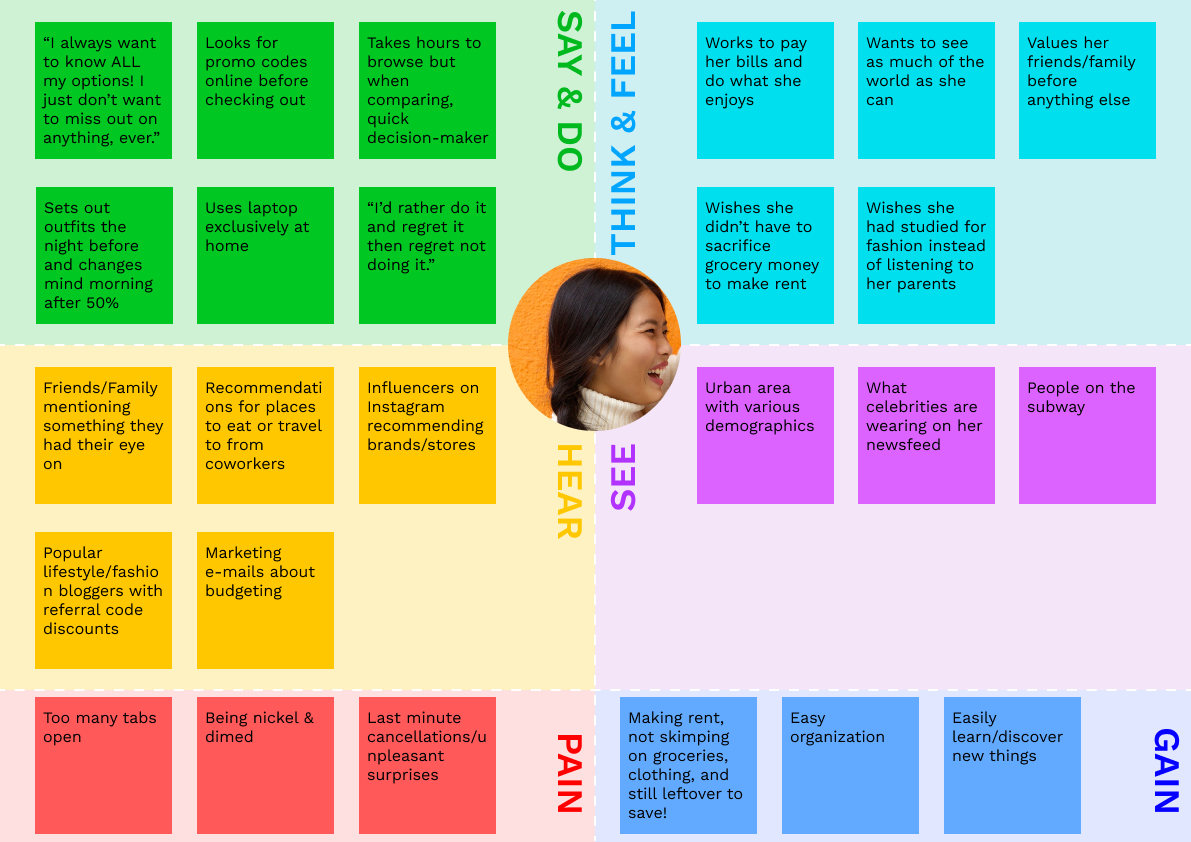 SAY & DO
“I always want
to know ALL
my options! I
just don’t want
to miss out on
anything, ever.”
Looks for
promo codes
online before
checking out
Takes hours to
browse but
when
comparing,
quick
decision-maker
Sets out
outfits the
night before
and changes
mind morning
after 50%
Uses laptop
exclusively at
home
“I’d rather do it
and regret it
then regret not
doing it.”
THINK & FEEL
Works to pay
her bills and
do what she
enjoys
Wants to see
as much of the
world as she
can
Values her
friends/family
before
anything else
Wishes she
didn’t have to
sacrifice
grocery money
to make rent
Wishes she
had studied for
fashion instead
of listening to
her parents
HEAR
Friends/Family
mentioning
something they
had their eye
on
Recommendati
ons for places
to eat or travel
to from
coworkers
Influencers on
Instagram
recommending
brands/stores
Popular
lifestyle/fashio
n bloggers with
referral code
discounts
Marketing
e-mails about
budgeting
SEE
Urban area
with various
demographics
What
celebrities are
wearing on her
newsfeed
People on the
subway
PAIN
Too many tabs
open
Being nickel &
dimed
Last minute
cancellations/u
npleasant
surprises
GAIN
Making rent,
not skimping
on groceries,
clothing, and
still leftover to
save!
Easy
organization
Easily
learn/discover
new things